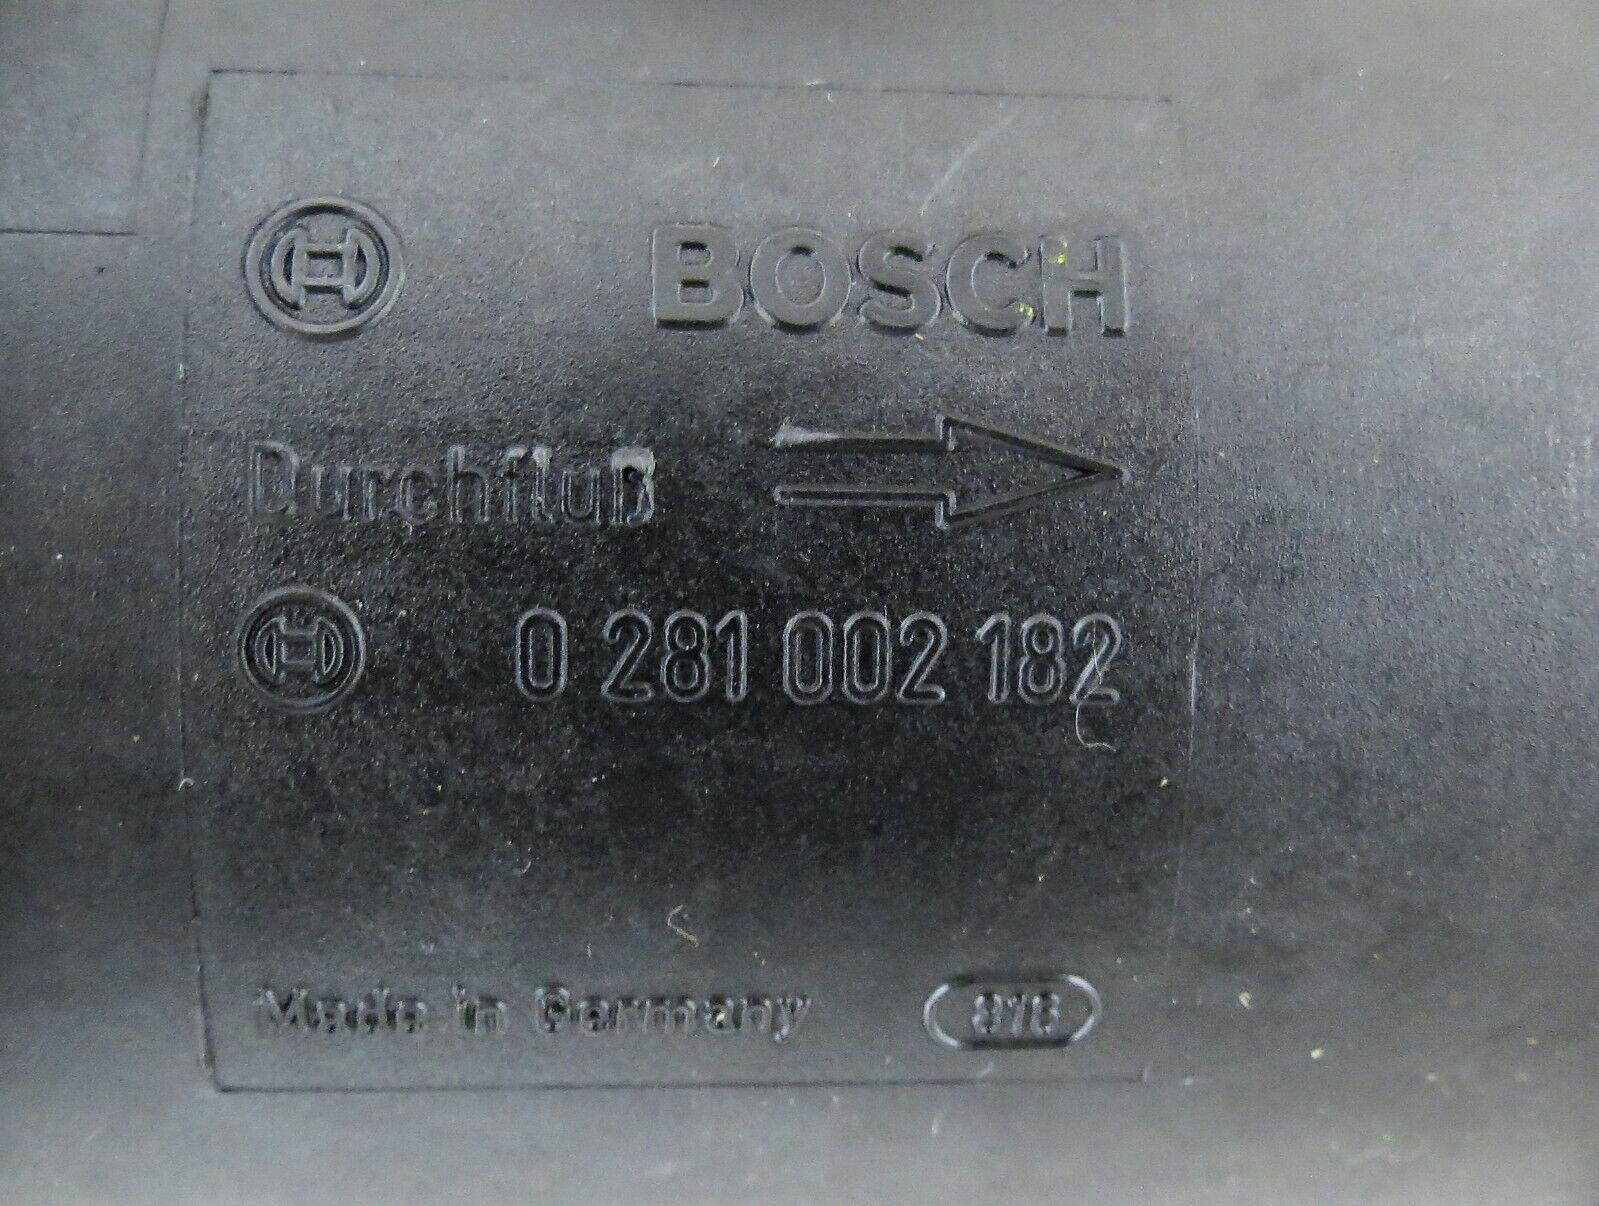 BOSCH
Durchfluß
0 281 002 182
Made in Germany